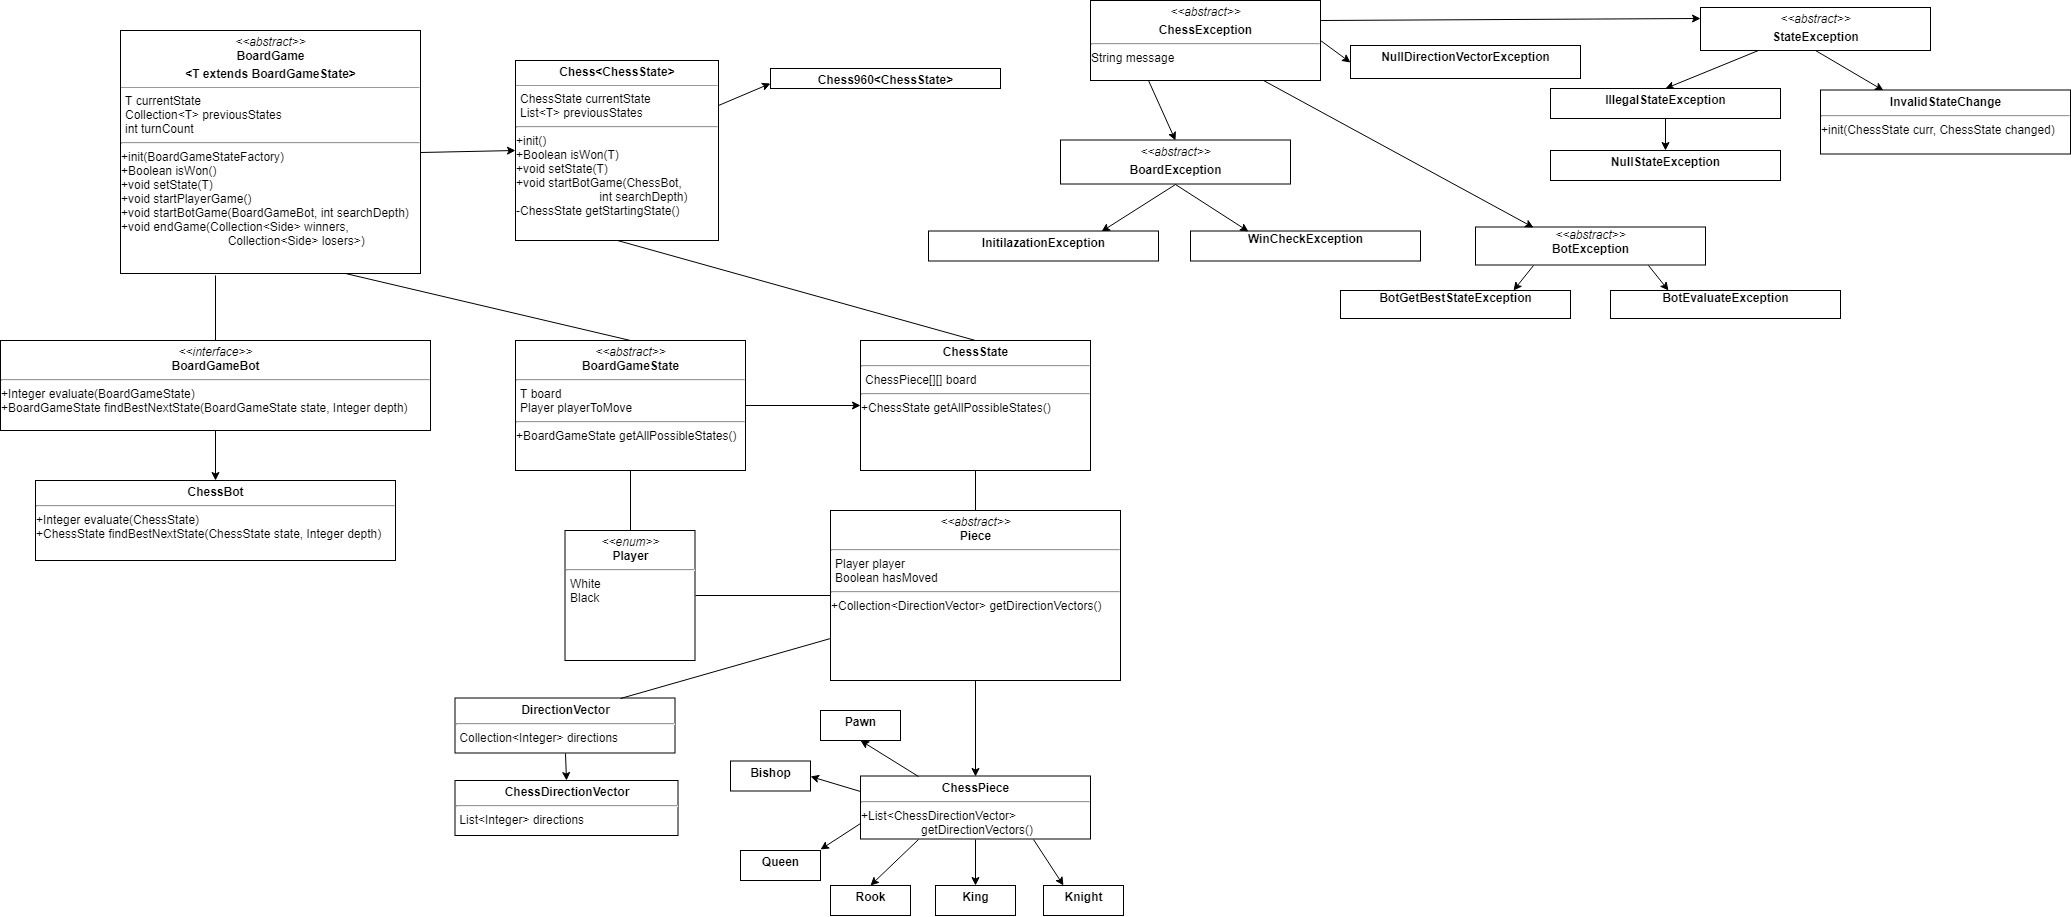 <<abstract>>
BoardGame
<T extends BoardGameState>
T currentState
Collection<T> previousStates
int turnCount
+init(BoardGameStateFactory)
+Boolean isWon()
+void setState(T)
+void startPlayerGame()
+void startBotGame(BoardGameBot, int searchDepth)
+void endGame(Collection<Side> winners,
Collection<Side> losers>)
Chess<ChessState>
ChessState currentState
List<T> previousStates
+init()
+Boolean isWon(T)
+void setState(T)
+void startBotGame(ChessBot,
int searchDepth)
-ChessState getStartingState()
Chess960<ChessState>
<<abstract>>
ChessException
String message
NullDirectionVectorException
<<abstract>>
StateException
IllegalStateException
NullStateException
InvalidStateChange
+init(ChessState curr, ChessState changed)
<<abstract>>
BoardException
InitilazationException
WinCheckException
<<abstract>>
BotException
BotGetBestStateException
BotEvaluateException
<<interface>>
BoardGameBot
+Integer evaluate(BoardGameState)
+BoardGameState findBestNextState(BoardGameState state, Integer depth)
ChessBot
+Integer evaluate(ChessState)
+ChessState findBestNextState(ChessState state, Integer depth)
<<abstract>>
BoardGameState
T board
Player playerToMove
+BoardGameState getAllPossibleStates()
ChessState
ChessPiece[][] board
+ChessState getAllPossibleStates()
<<enum>>
Player
White
Black
<<abstract>>
Piece
Player player
Boolean hasMoved
+Collection<DirectionVector> getDirectionVectors()
DirectionVector
Collection<Integer> directions
ChessDirectionVector
List<Integer> directions
Pawn
Bishop
ChessPiece
+List<ChessDirectionVector>
getDirectionVectors()
Queen
Rook
King
Knight